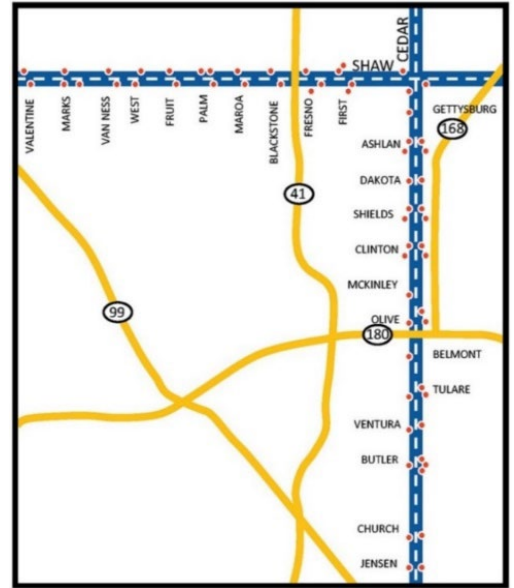 CEDAR
SHAW
VALENTINE
MARKS
VAN NESS
WEST
FRUIT
PALM
MAROA
BLACKSTONE
FRESNO
FIRST
GETTYSBURG
168
ASHLAN
DAKOTA
41
SHIELDS
CLINTON
MCKINLEY
99
OLIVE
180
BELMONT
TULARE
VENTURA
BUTLER
CHURCH
JENSEN